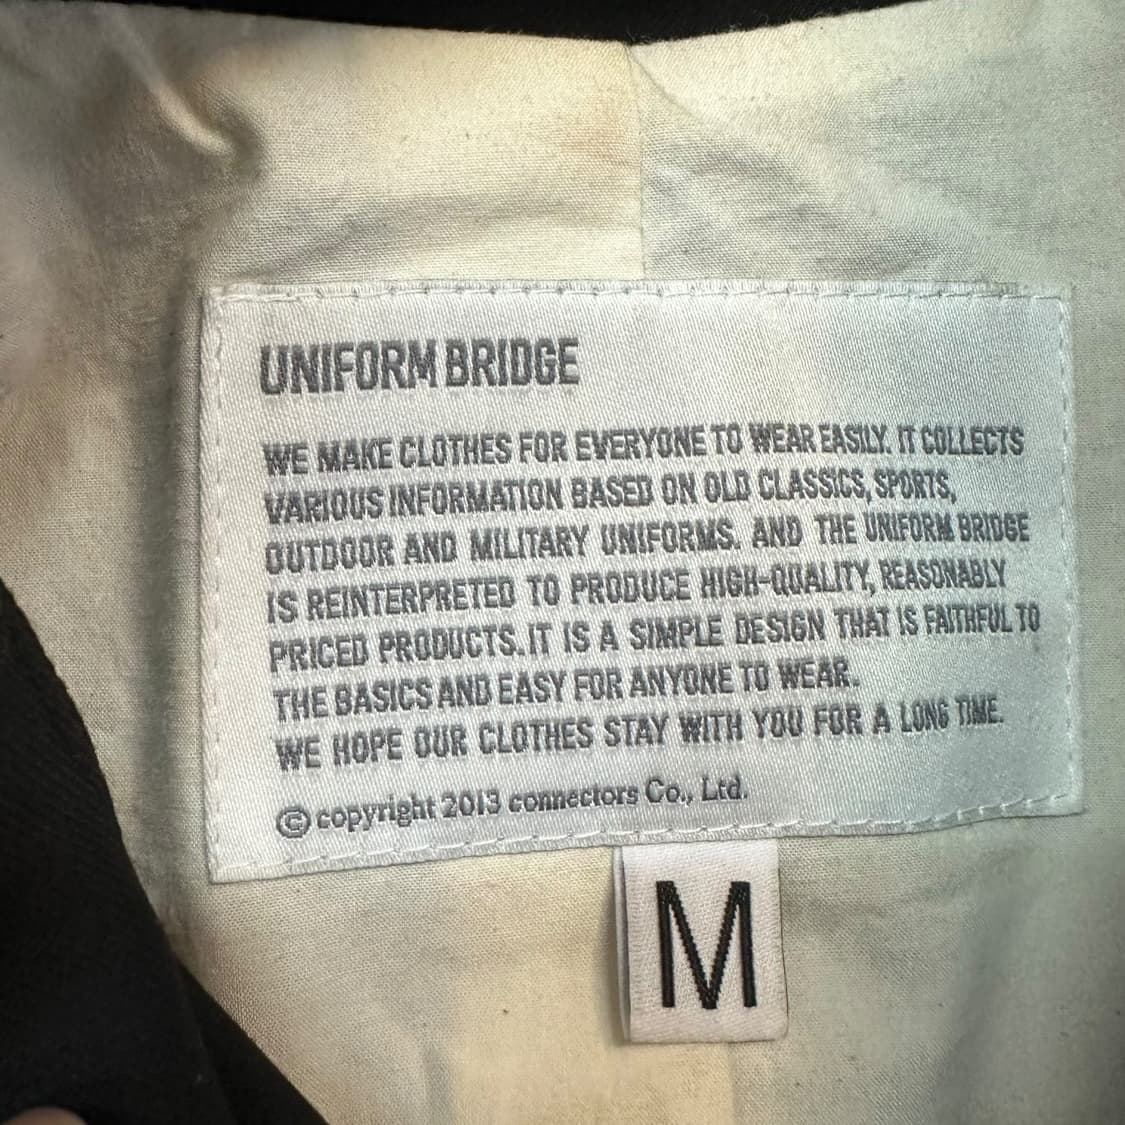 UNIFORM BRIDGE
WE MAKE CLOTHES FOR EVERYONE TO WEAR EASILY. IT COLLECTS
VARIOUS INFORMATION BASED ON OLD CLASSICS, SPORTS,
OUTDOOR AND MILITARY UNIFORMS. AND THE UNIFORM BRIDGE
IS REINTERPRETED TO PRODUCE HIGH-QUALITY, REASONABLY
PRICED PRODUCTS. IT IS A SIMPLE DESIGN THAT IS FAITHFUL TO
THE BASICS AND EASY FOR ANYONE TO WEAR.
WE HOPE OUR CLOTHES STAY WITH YOU FOR A LONG TIME.
© copyright 2013 connectors Co., Ltd.
M